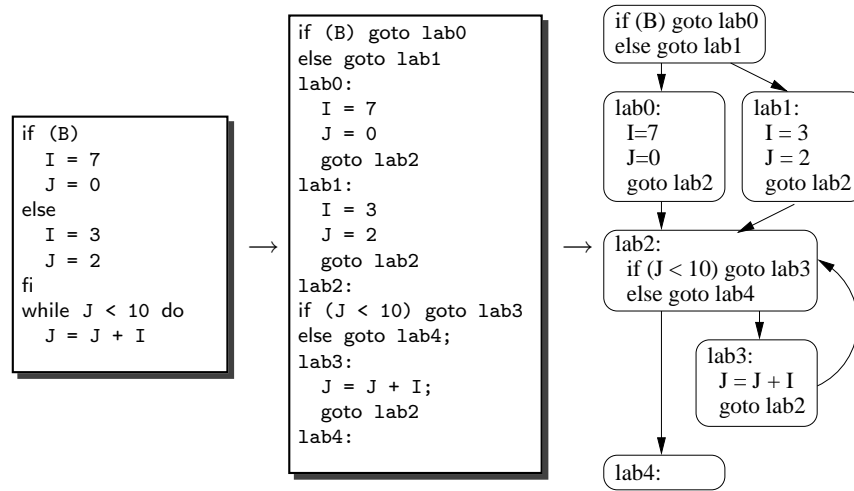 if (B)
I = 7
J = 0
else
I = 3
J = 2
fi
while J < 10 do
J = J + I
→
if (B) goto lab0
else goto lab1
lab0:
I = 7
J = 0
goto lab2
lab1:
I = 3
J = 2
goto lab2
lab2:
if (J < 10) goto lab3
else goto lab4;
lab3:
J = J + I;
goto lab2
lab4:
→
if (B) goto lab0
else goto lab1
lab0:
I=7
J=0
goto lab2
lab1:
I = 3
J = 2
goto lab2
lab2:
if (J < 10) goto lab3
else goto lab4
lab3:
J = J + I
goto lab2
lab4: